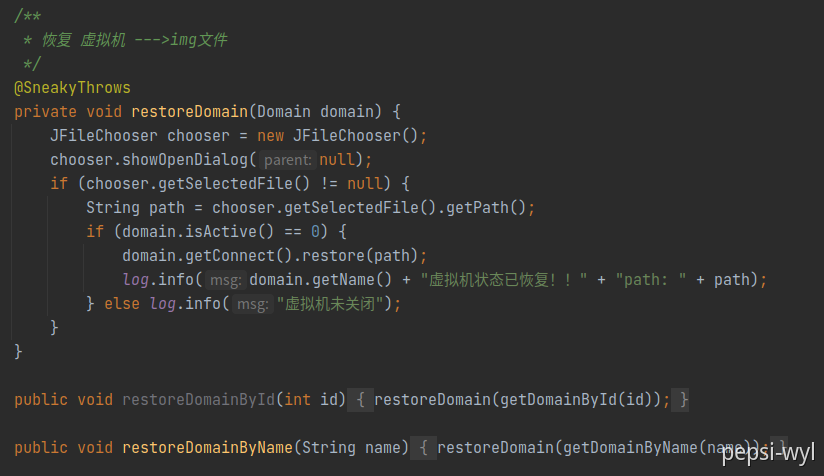 /**
 * 恢复 虚拟机 --->img文件
 */
@SneakyThrows
private void restoreDomain(Domain domain) {
    JFileChooser chooser = new JFileChooser();
    chooser.showOpenDialog( parent: null);
    if (chooser.getSelectedFile() != null) {
        String path = chooser.getSelectedFile().getPath();
        if (domain.isActive() == 0) {
            domain.getConnect().restore(path);
            log.info( msg: domain.getName() + "虚拟机状态已恢复！！" + "path: " + path);
        } else log.info( msg: "虚拟机未关闭");
    }
}
public void restoreDomainById(int id) { restoreDomain(getDomainById(id)); }
public void restoreDomainByName(String name) { restoreDomain(getDomainByName(name)); }
pepsi-wyl